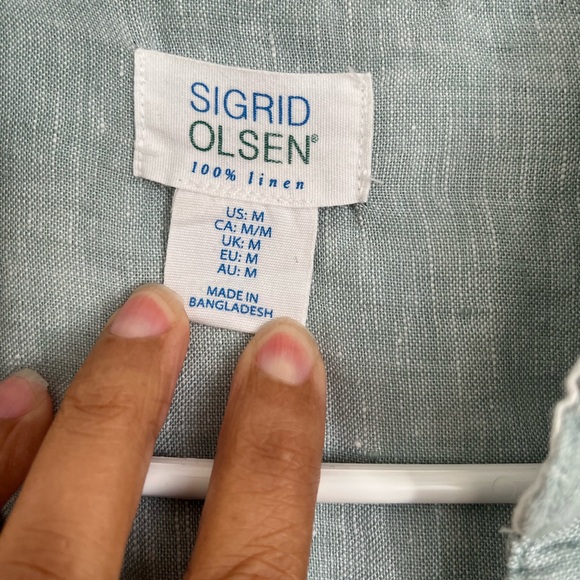 SIGRID
OLSEN®
100% linen
US: M
CA: M/M
UK: M
EU: M
AU: M
MADE IN
BANGLADESH